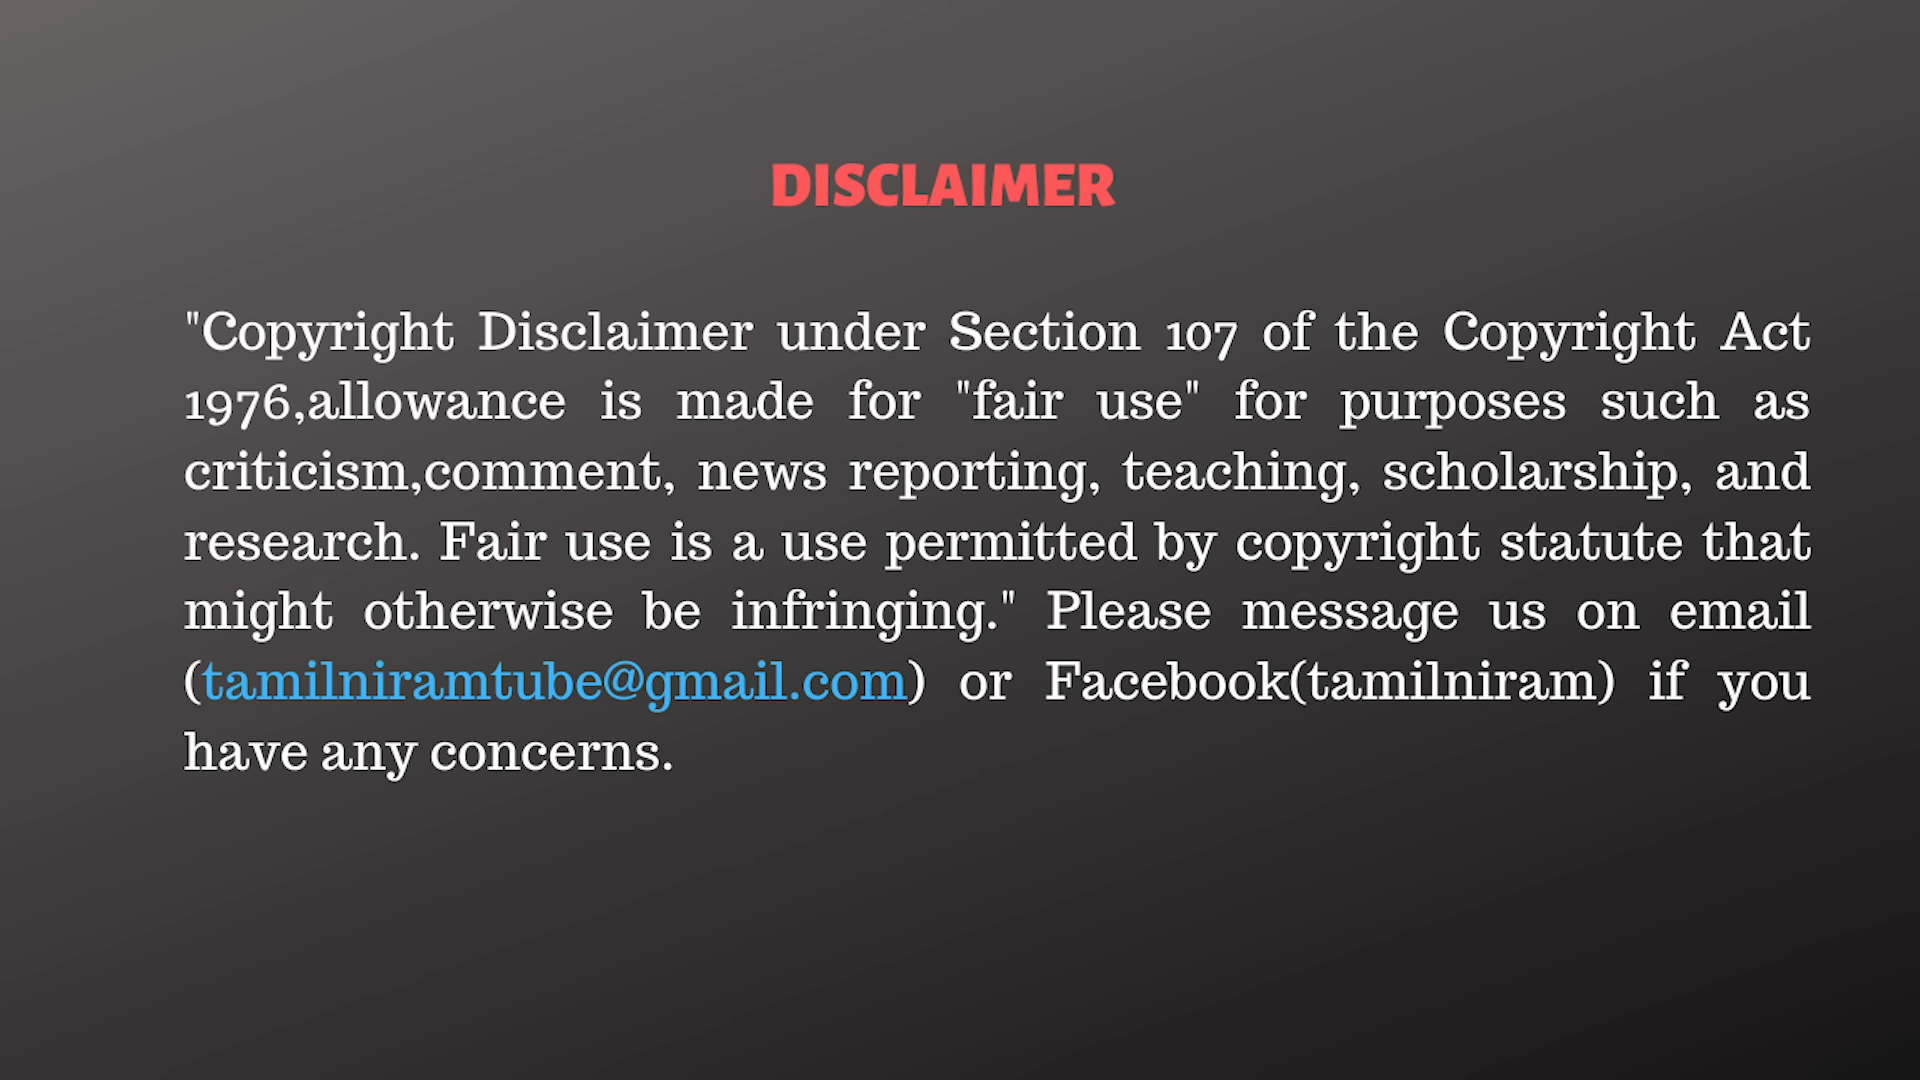 DISCLAIMER
"Copyright Disclaimer under Section 107 of the Copyright Act
1976,allowance is made for "fair use" for purposes such as
criticism,comment, news reporting, teaching, scholarship, and
research. Fair use is a use permitted by copyright statute that
might otherwise be infringing." Please message us on email
(tamilniramtube@gmail.com) or Facebook(tamilniram) if you
have any concerns.